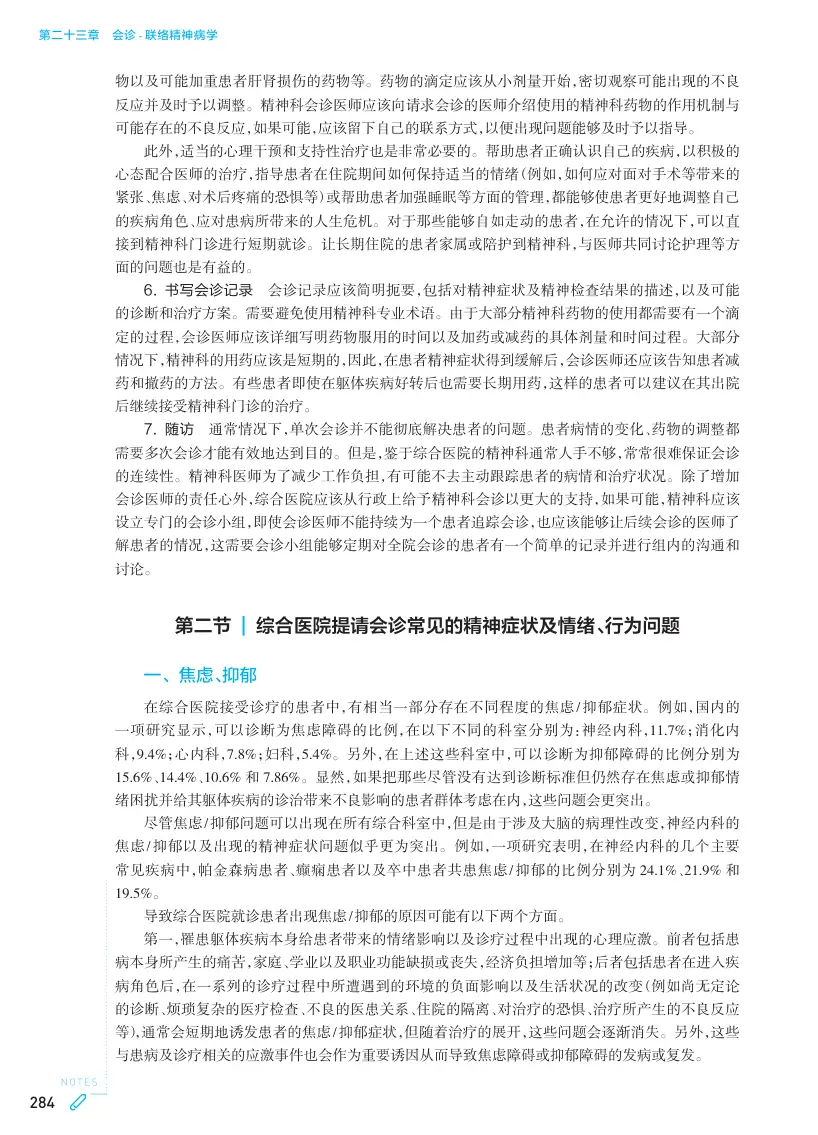 第二十三章　会诊 - 联络精神病学
物以及可能加重患者肝肾损伤的药物等。药物的滴定应该从小剂量开始,密切观察可能出现的不良
反应并及时予以调整。精神科会诊医师应该向请求会诊的医师介绍使用的精神科药物的作用机制与
可能存在的不良反应,如果可能,应该留下自己的联系方式,以便出现问题能够及时予以指导。
此外,适当的心理干预和支持性治疗也是非常必要的。帮助患者正确认识自己的疾病,以积极的
心态配合医师的治疗,指导患者在住院期间如何保持适当的情绪(例如,如何应对面对手术等带来的
紧张、焦虑、对术后疼痛的恐惧等)或帮助患者加强睡眠等方面的管理,都能够使患者更好地调整自己
的疾病角色、应对患病所带来的人生危机。对于那些能够自如走动的患者,在允许的情况下,可以直
接到精神科门诊进行短期就诊。让长期住院的患者家属或陪护到精神科,与医师共同讨论护理等方
面的问题也是有益的。
6. 书写会诊记录　会诊记录应该简明扼要,包括对精神症状及精神检查结果的描述,以及可能
的诊断和治疗方案。需要避免使用精神科专业术语。由于大部分精神科药物的使用都需要有一个滴
定的过程,会诊医师应该详细写明药物服用的时间以及加药或减药的具体剂量和时间过程。大部分
情况下,精神科的用药应该是短期的,因此,在患者精神症状得到缓解后,会诊医师还应该告知患者减
药和撤药的方法。有些患者即使在躯体疾病好转后也需要长期用药,这样的患者可以建议在其出院
后继续接受精神科门诊的治疗。
7. 随访　通常情况下,单次会诊并不能彻底解决患者的问题。患者病情的变化、药物的调整都
需要多次会诊才能有效地达到目的。但是,鉴于综合医院的精神科通常人手不够,常常很难保证会诊
的连续性。精神科医师为了减少工作负担,有可能不去主动跟踪患者的病情和治疗状况。除了增加
会诊医师的责任心外,综合医院应该从行政上给予精神科会诊以更大的支持,如果可能,精神科应该
设立专门的会诊小组,即使会诊医师不能持续为一个患者追踪会诊,也应该能够让后续会诊的医师了
解患者的情况,这需要会诊小组能够定期对全院会诊的患者有一个简单的记录并进行组内的沟通和
讨论。
第二节 | 综合医院提请会诊常见的精神症状及情绪、行为问题
一、焦虑、抑郁
在综合医院接受诊疗的患者中,有相当一部分存在不同程度的焦虑/抑郁症状。例如,国内的
一项研究显示,可以诊断为焦虑障碍的比例,在以下不同的科室分别为:神经内科,11.7%;消化内
科,9.4%;心内科,7.8%;妇科,5.4%。另外,在上述这些科室中,可以诊断为抑郁障碍的比例分别为
15.6%、14.4%、10.6% 和 7.86%。显然,如果把那些尽管没有达到诊断标准但仍然存在焦虑或抑郁情
绪困扰并给其躯体疾病的诊治带来不良影响的患者群体考虑在内,这些问题会更突出。
尽管焦虑/抑郁问题可以出现在所有综合科室中,但是由于涉及大脑的病理性改变,神经内科的
焦虑/抑郁以及出现的精神症状问题似乎更为突出。例如,一项研究表明,在神经内科的几个主要
常见疾病中,帕金森病患者、癫痫患者以及卒中患者共患焦虑/抑郁的比例分别为 24.1%、21.9% 和
19.5%。
导致综合医院就诊患者出现焦虑/抑郁的原因可能有以下两个方面。
第一,罹患躯体疾病本身给患者带来的情绪影响以及诊疗过程中出现的心理应激。前者包括患
病本身所产生的痛苦,家庭、学业以及职业功能缺损或丧失,经济负担增加等;后者包括患者在进入疾
病角色后,在一系列的诊疗过程中所遭遇到的环境的负面影响以及生活状况的改变(例如尚无定论
的诊断、烦琐复杂的医疗检查、不良的医患关系、住院的隔离、对治疗的恐惧、治疗所产生的不良反应
等),通常会短期地诱发患者的焦虑/抑郁症状,但随着治疗的展开,这些问题会逐渐消失。另外,这些
与患病及诊疗相关的应激事件也会作为重要诱因从而导致焦虑障碍或抑郁障碍的发病或复发。
NOTES
284